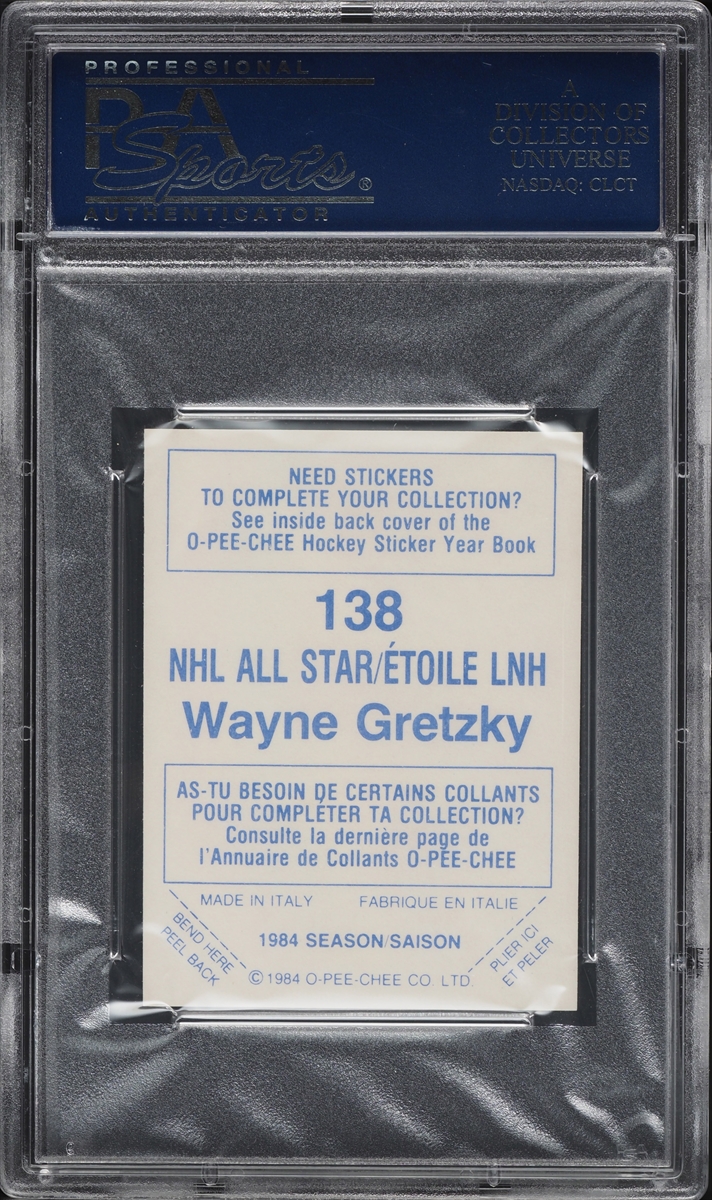 PROFESSIONAL
PSA
Sports®
AUTHENTICATOR
A
DIVISION OF
COLLECTORS
UNIVERSE
NASDAQ: CLCT
NEED STICKERS
TO COMPLETE YOUR COLLECTION?
See inside back cover of the
O-PEE-CHEE Hockey Sticker Year Book
138
NHL ALL STAR/ÉTOILE LNH
Wayne Gretzky
AS-TU BESOIN DE CERTAINS COLLANTS
POUR COMPLÉTER TA COLLECTION?
Consulte la dernière page de
l'Annuaire de Collants O-PEE-CHEE
MADE IN ITALY FABRIQUE EN ITALIE
BEND HERE
PEEL BACK
1984 SEASON/SAISON
© 1984 O-PEE-CHEE CO. LTD.
PLIER ICI
ET PELER